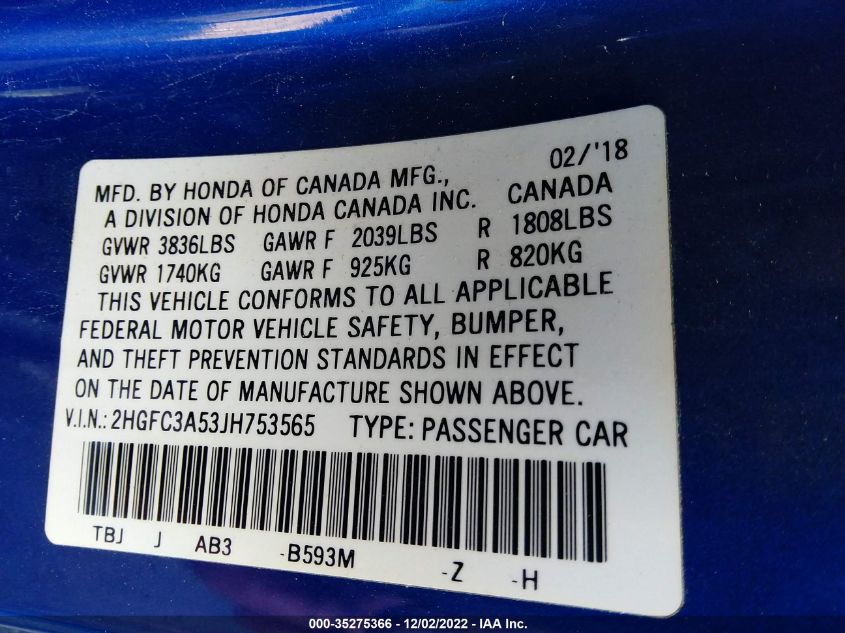 02/'18
MFD. BY HONDA OF CANADA MFG.,
A DIVISION OF HONDA CANADA INC. CANADA
GVWR 3836LBS GAWR F 2039LBS R 1808LBS
GVWR 1740KG GAWR F 925KG R 820KG
THIS VEHICLE CONFORMS TO ALL APPLICABLE
FEDERAL MOTOR VEHICLE SAFETY, BUMPER,
AND THEFT PREVENTION STANDARDS IN EFFECT
ON THE DATE OF MANUFACTURE SHOWN ABOVE.
V.I.N.: 2HGFC3A53JH753565 TYPE: PASSENGER CAR
TBJ J AB3 -B593M -Z -H
000-35275366 - 12/02/2022 - IAA Inc.